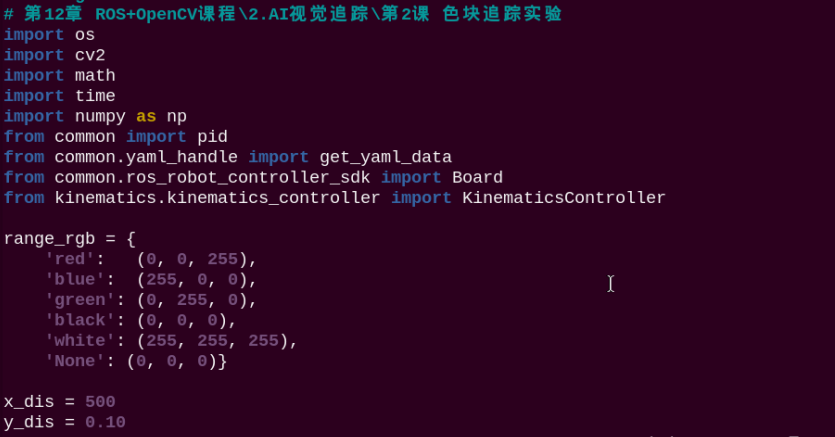 # 第12章 ROS+OpenCV课程\2.AI视觉追踪\第2课 色块追踪实验
import os
import cv2
import math
import time
import numpy as np
from common import pid
from common.yaml_handle import get_yaml_data
from common.ros_robot_controller_sdk import Board
from kinematics.kinematics_controller import KinematicsController

range_rgb = {
    'red':   (0, 0, 255),
    'blue':  (255, 0, 0),
    'green': (0, 255, 0),
    'black': (0, 0, 0),
    'white': (255, 255, 255),
    'None': (0, 0, 0)}

x_dis = 500
y_dis = 0.10